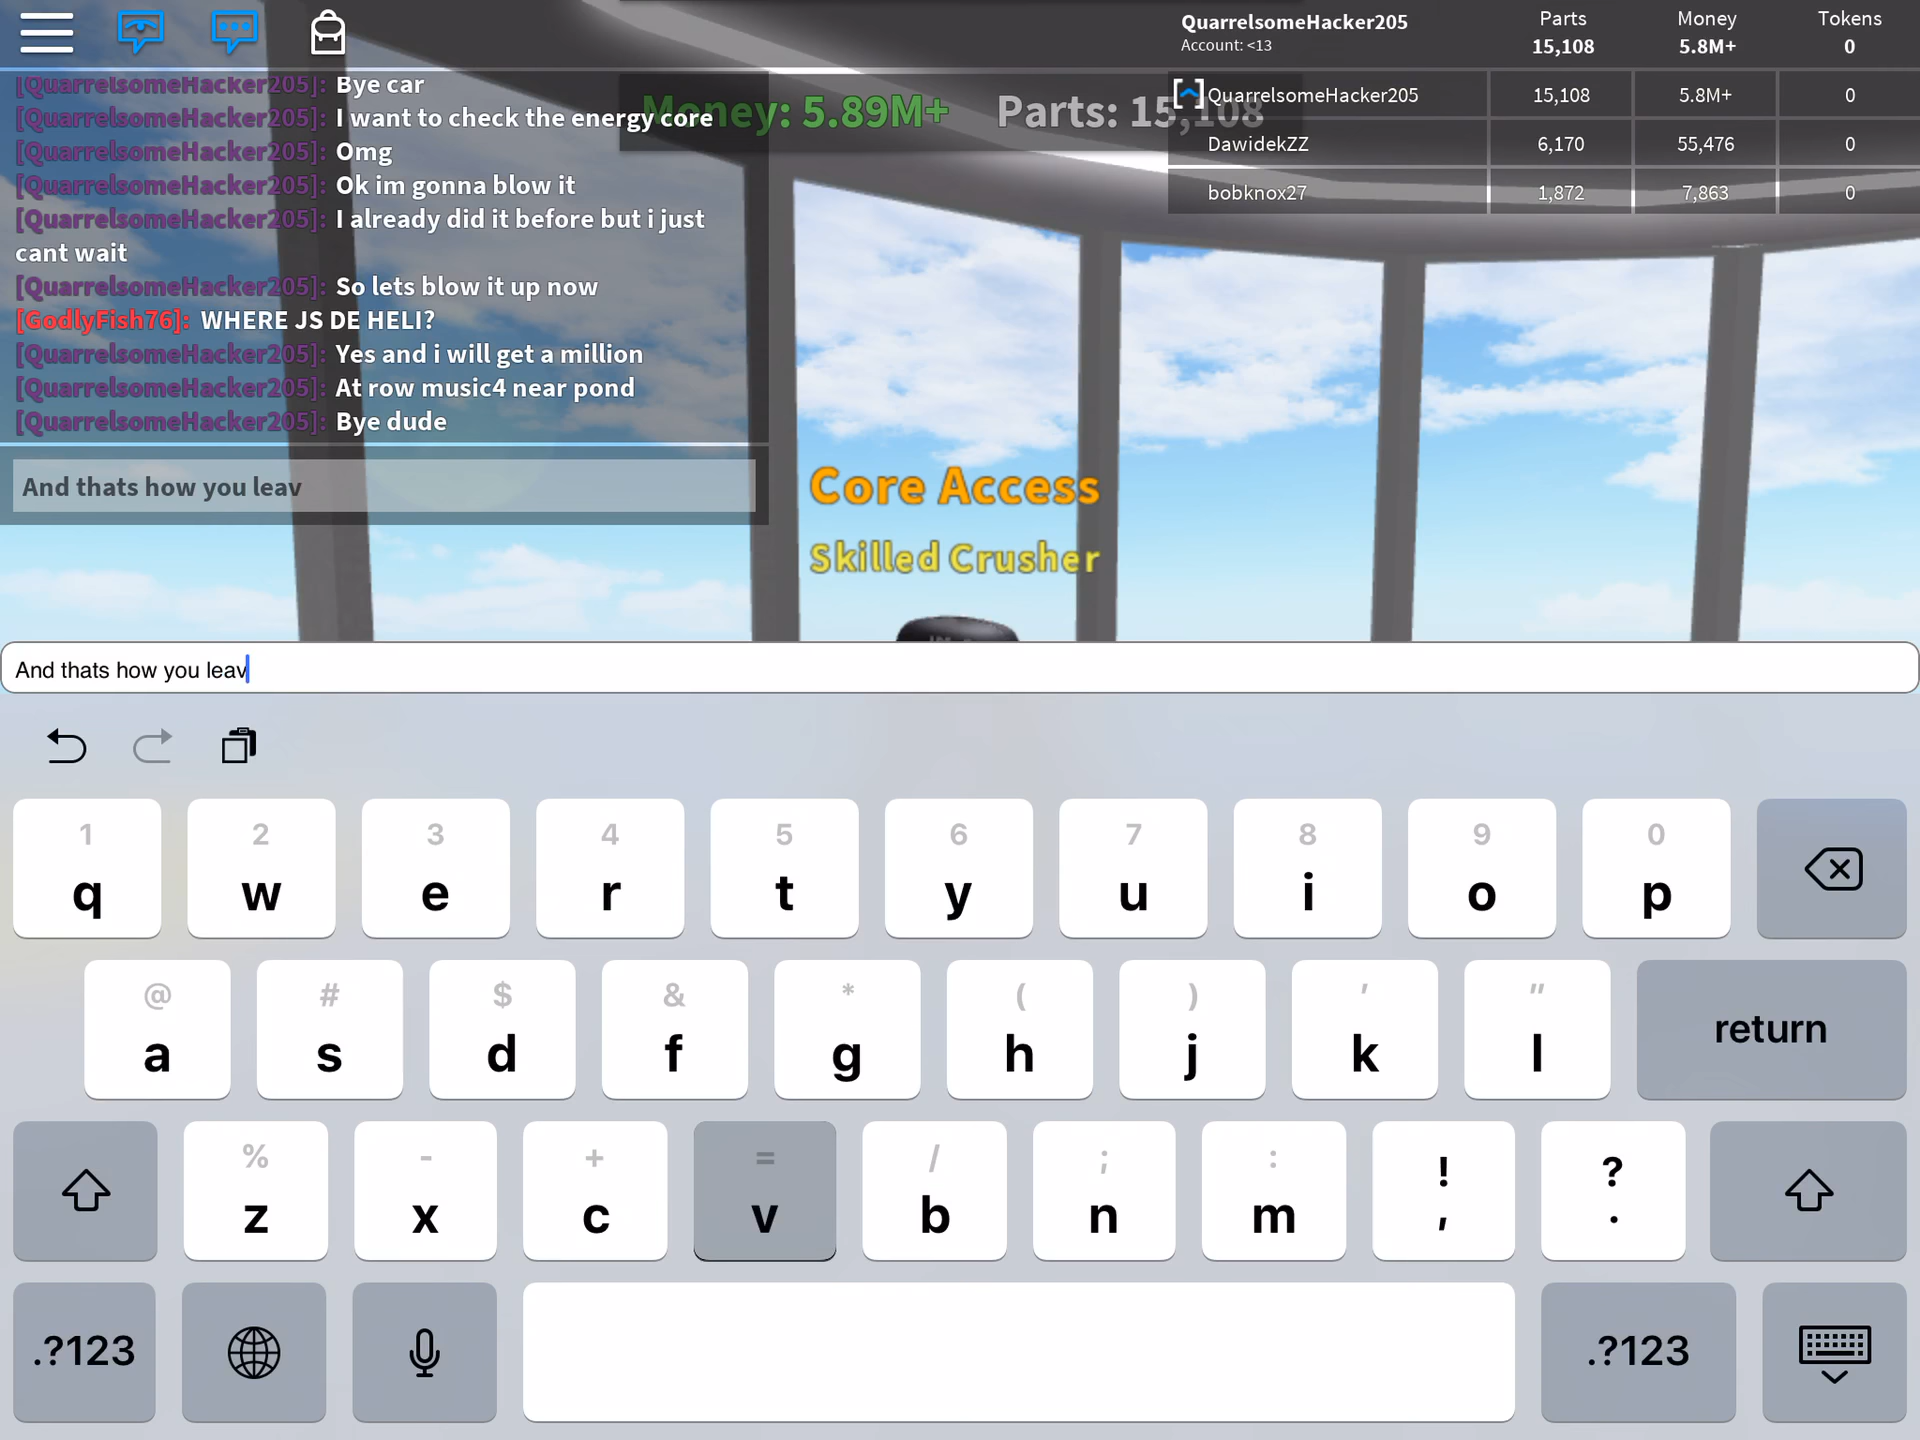 QuarrelsomeHacker205
Account: <13
Parts
15,108
Money
5.8M+
Tokens
0
QuarrelsomeHacker205 15,108 5.8M+ 0
DawidekZZ 6,170 55,476 0
bobknox27 1,872 7,863 0
Money: 5.89M+ Parts: 15,108
[QuarrelsomeHacker205]: Bye car
[QuarrelsomeHacker205]: I want to check the energy core
[QuarrelsomeHacker205]: Omg
[QuarrelsomeHacker205]: Ok im gonna blow it
[QuarrelsomeHacker205]: I already did it before but i just
cant wait
[QuarrelsomeHacker205]: So lets blow it up now
[GodlyFish76]: WHERE JS DE HELI?
[QuarrelsomeHacker205]: Yes and i will get a million
[QuarrelsomeHacker205]: At row music4 near pond
[QuarrelsomeHacker205]: Bye dude
And thats how you leav
Core Access
Skilled Crusher
And thats how you leav
1 2 3 4 5 6 7 8 9 0
q w e r t y u i o p
@ # $ & * ( ) ' "
a s d f g h j k l return
% - + = / ; : ! ?
z x c v b n m , .
.?123 .?123